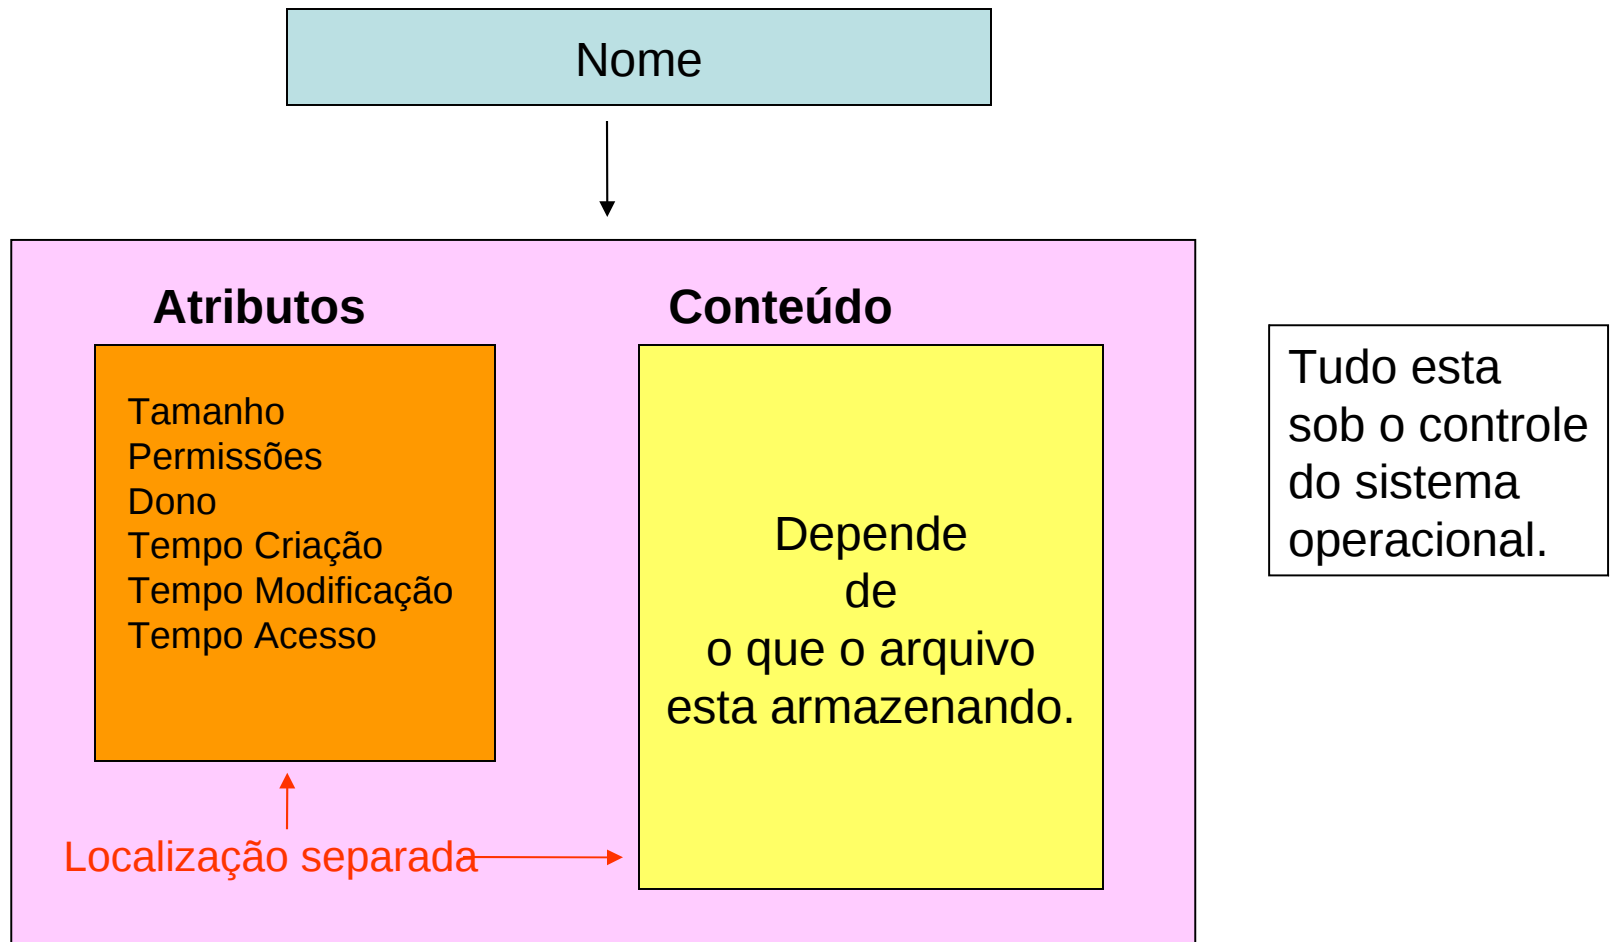 Nome
Atributos
Conteúdo
Tamanho
Permissões
Dono
Tempo Criação
Tempo Modificação
Tempo Acesso
Depende
de
o que o arquivo
esta armazenando.
Localização separada
Tudo esta
sob o controle
do sistema
operacional.